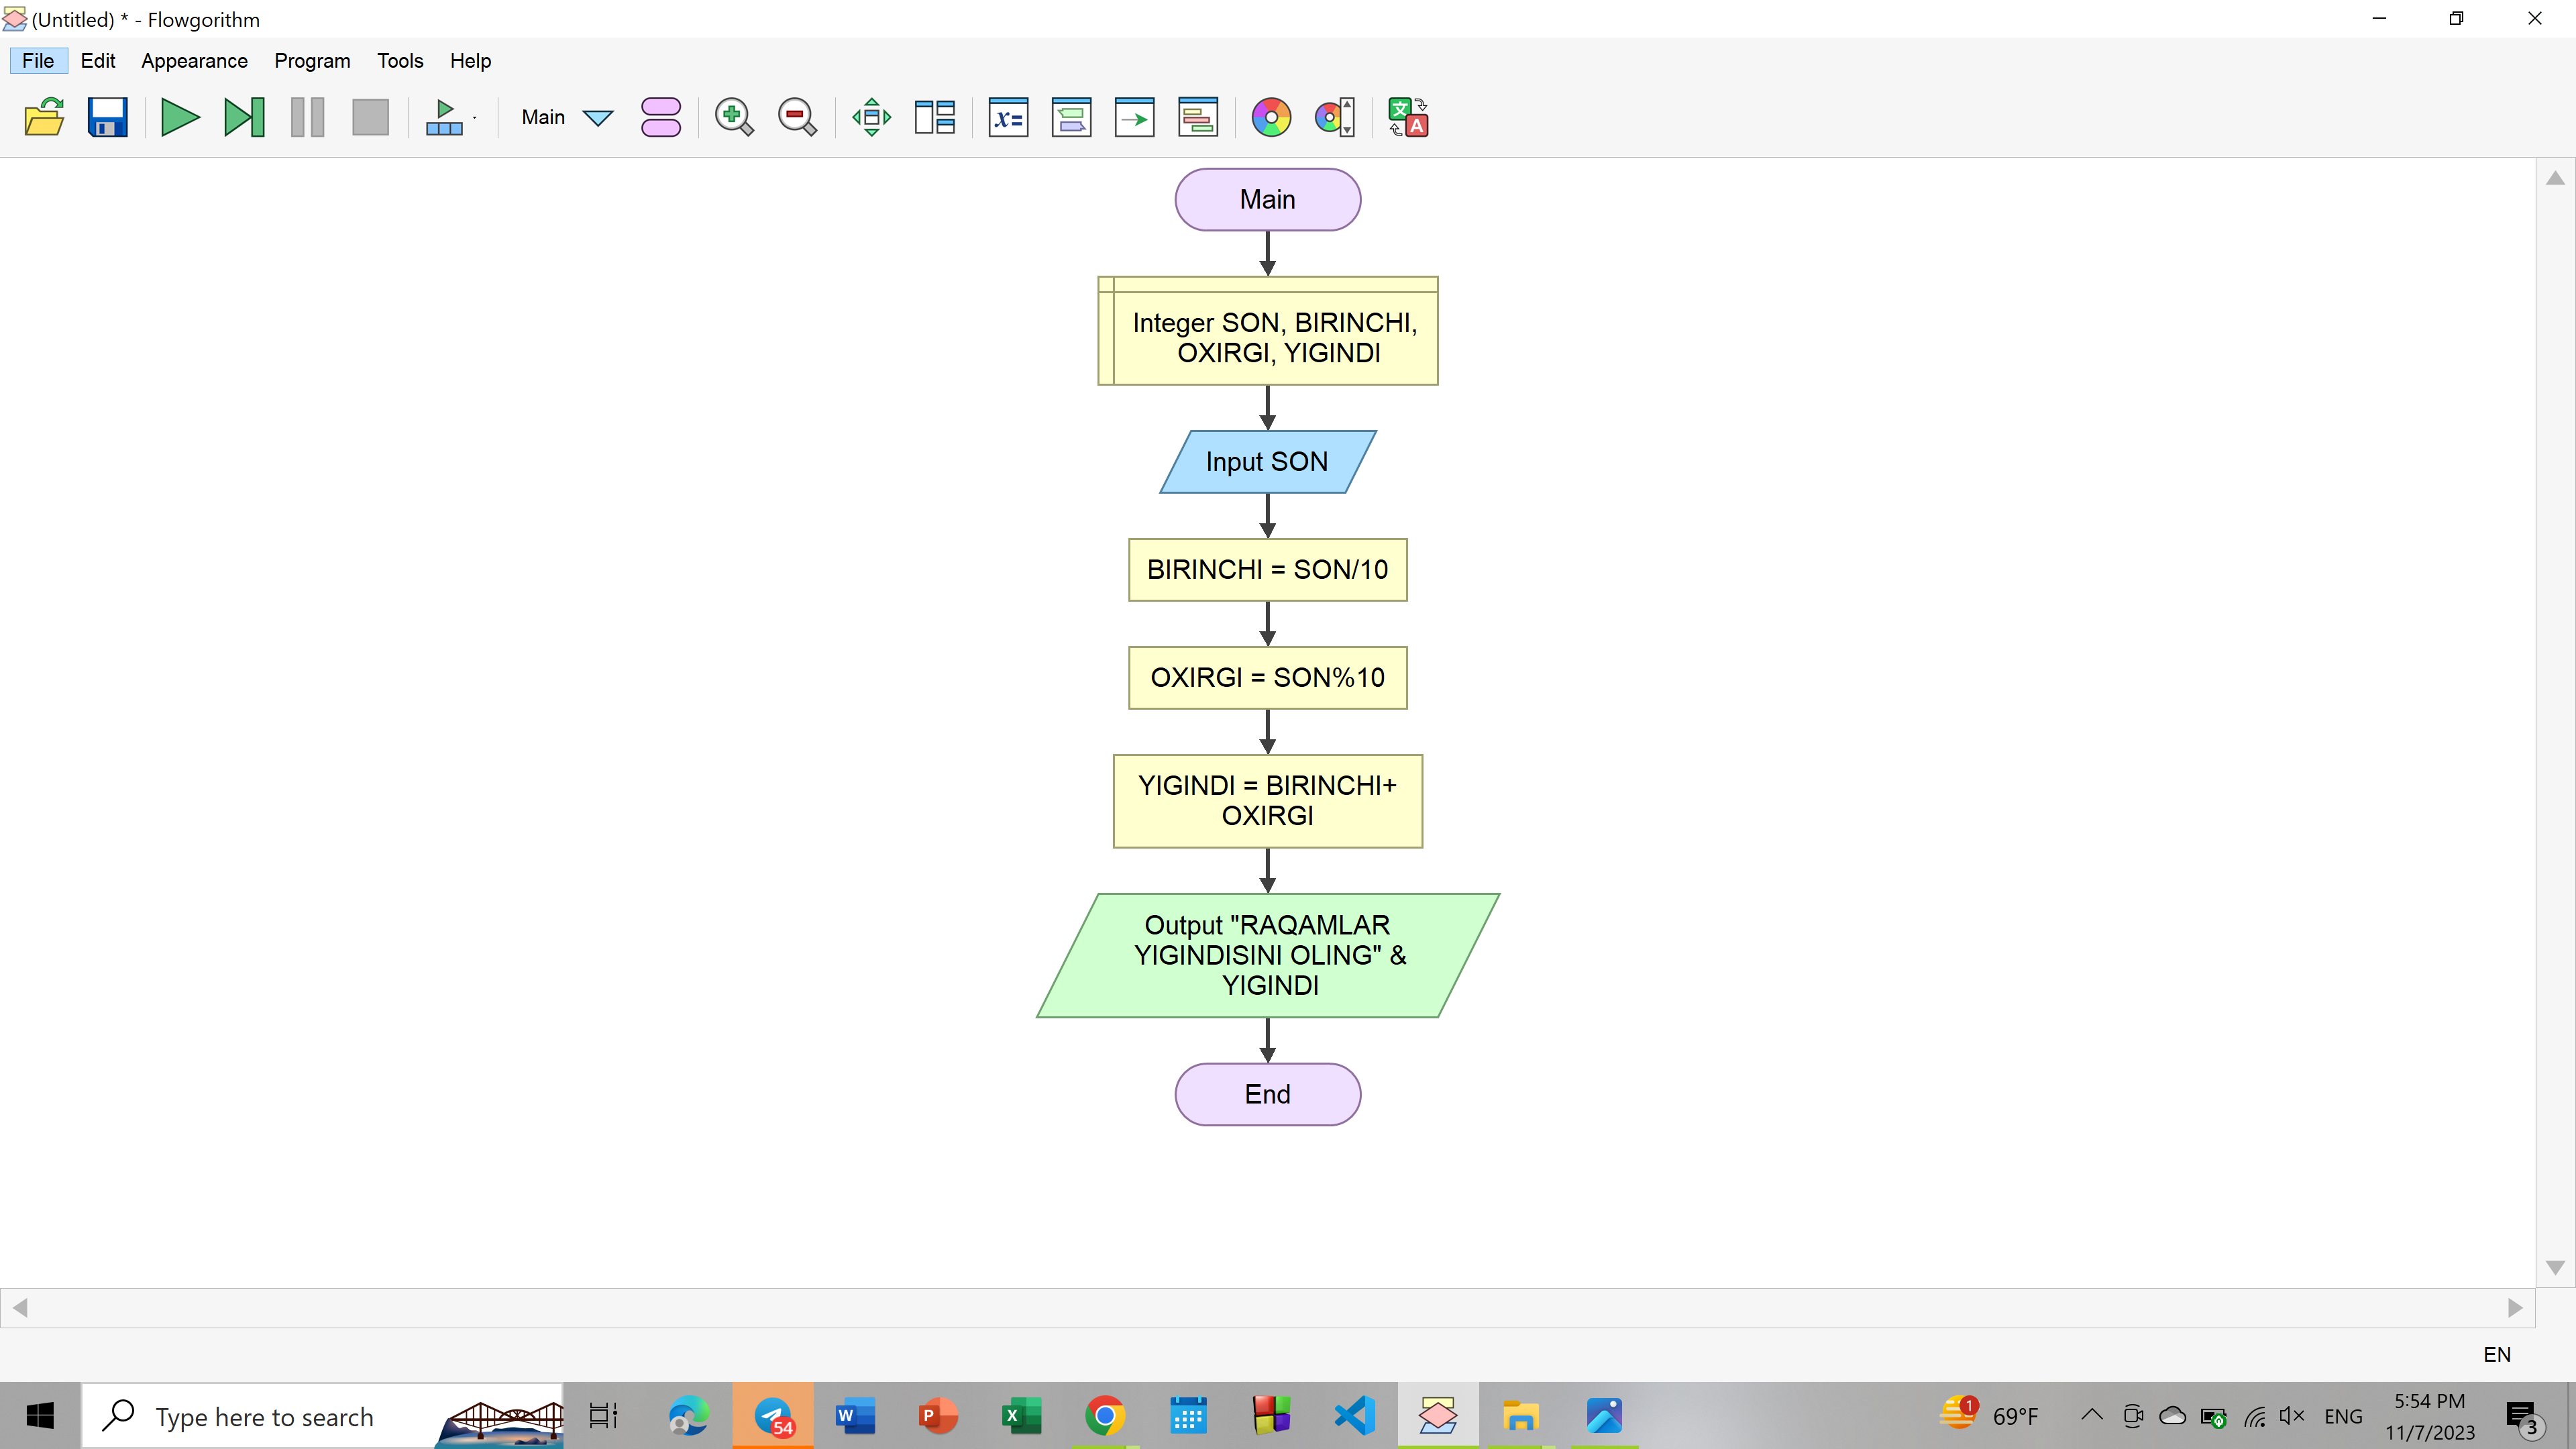 (Untitled) * - Flowgorithm
File Edit Appearance Program Tools Help
Main
x=
文
A
Main
Integer SON, BIRINCHI,
OXIRGI, YIGINDI
Input SON
BIRINCHI = SON/10
OXIRGI = SON%10
YIGINDI = BIRINCHI+
OXIRGI
Output "RAQAMLAR
YIGINDISINI OLING" &
YIGINDI
End
EN
Type here to search
54
W
P
X
1
69°F
ENG
5:54 PM
11/7/2023
3